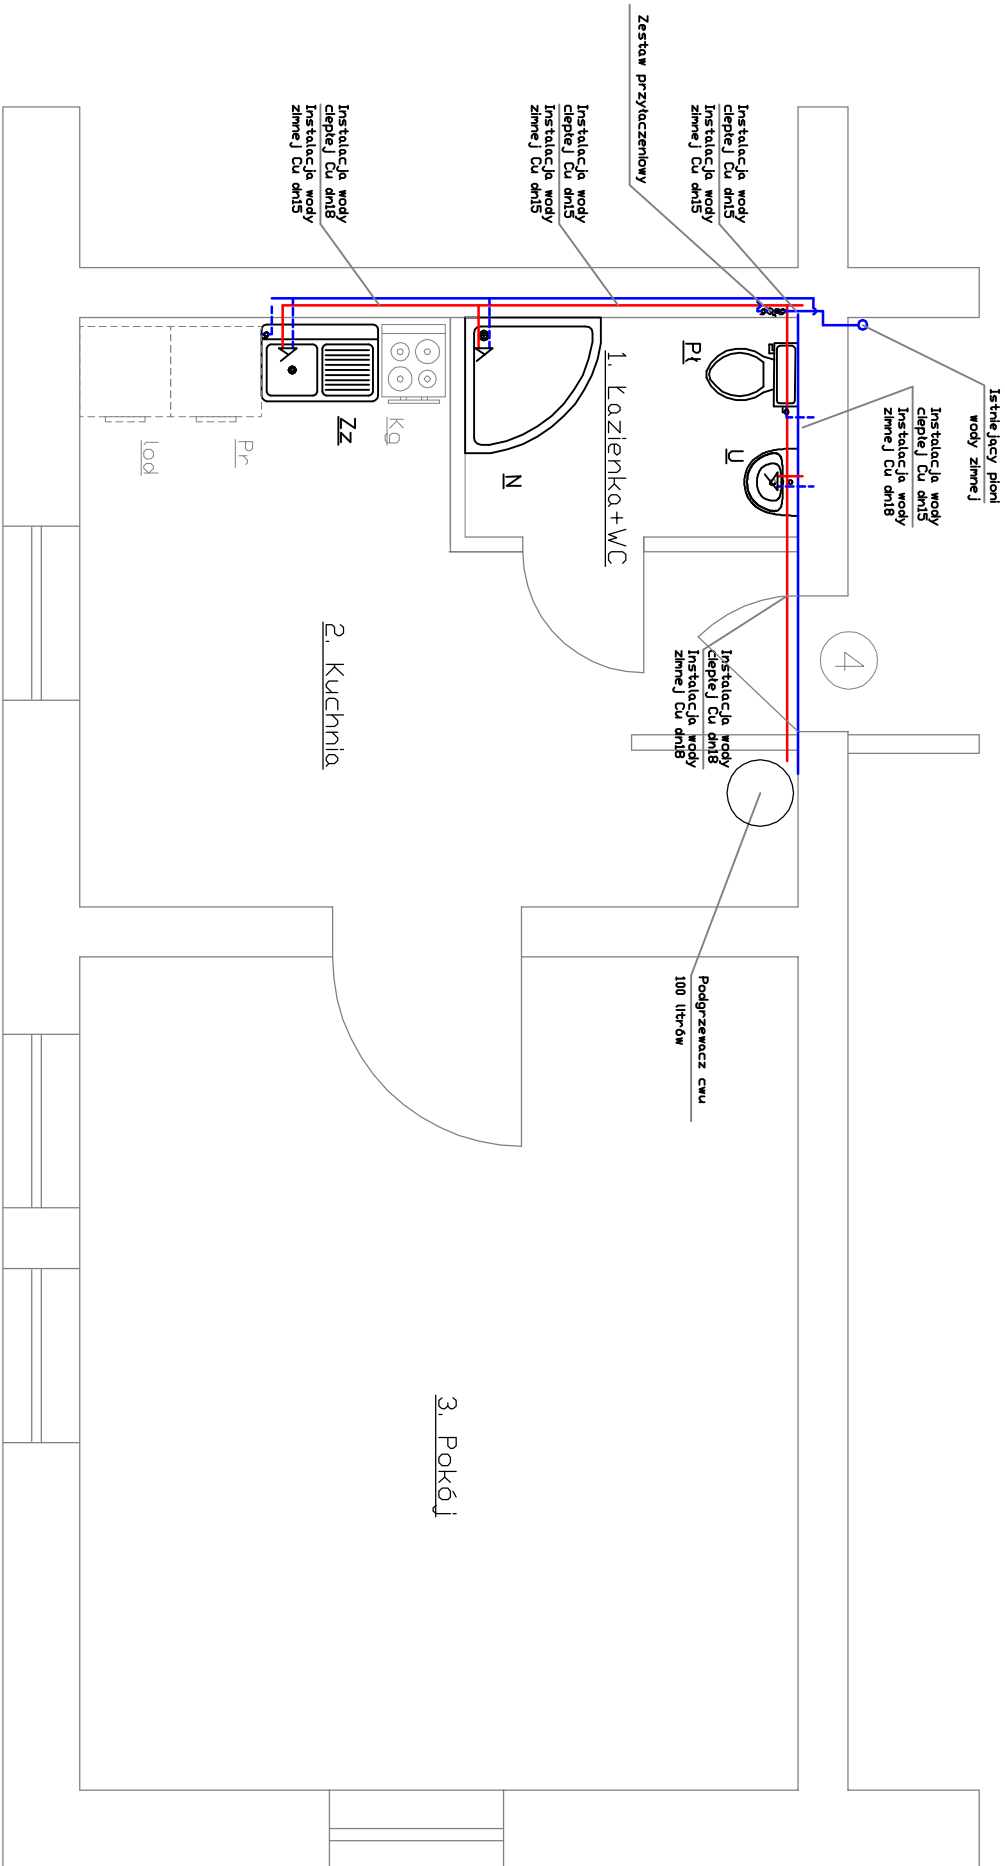 Istniejący pioni
wody zimnej
Instalacja wody
ciepłej Cu dn15
Instalacja wody
zimnej Cu dn18
4
Zestaw przyłączeniowy
Instalacja wody
ciepłej Cu dn15
Instalacja wody
zimnej Cu dn15
Instalacja wody
ciepłej Cu dn15
Instalacja wody
zimnej Cu dn15
Instalacja wody
ciepłej Cu dn18
Instalacja wody
zimnej Cu dn15
Pł
U
1. Łazienka+WC
N
Instalacja wody
ciepłej Cu dn18
Instalacja wody
zimnej Cu dn18
Podgrzewacz cwu
100 litrów
Kg
Zz
Pr
Lod
2. Kuchnia
3. Pokój